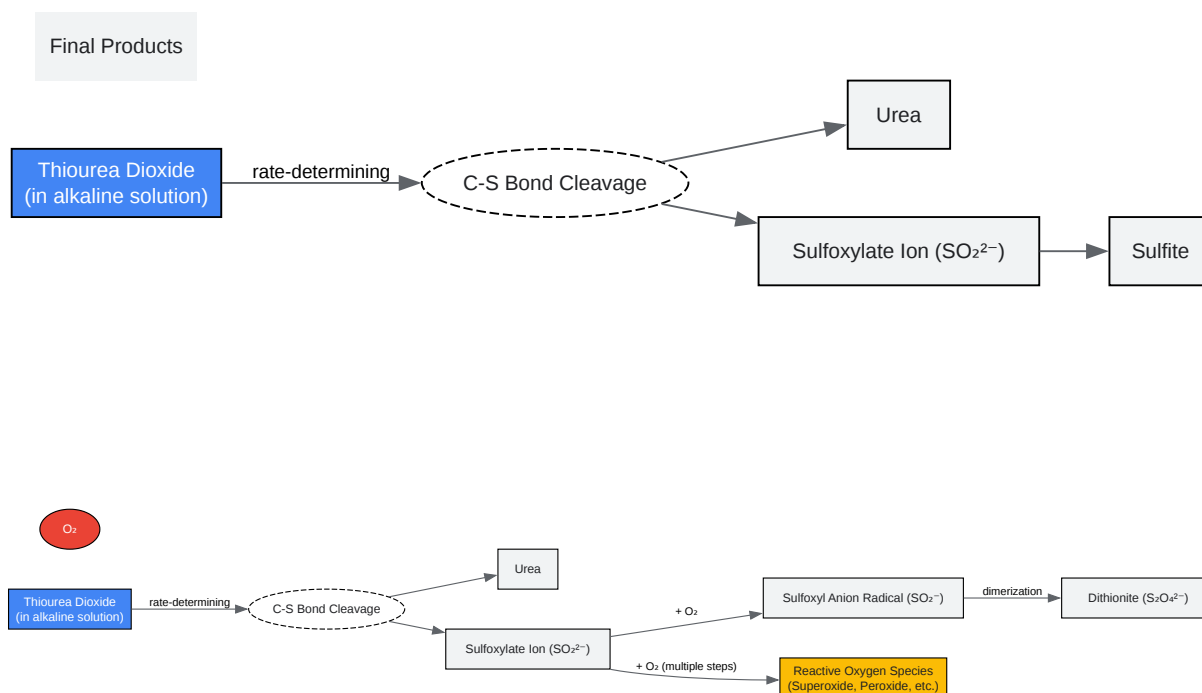 Final Products
Urea
Thiourea Dioxide
(in alkaline solution)
rate-determining
C-S Bond Cleavage
Sulfoxylate Ion (SO₂²⁻)
Sulfite
O₂
Urea
Thiourea Dioxide
(in alkaline solution)
rate-determining
C-S Bond Cleavage
Sulfoxylate Ion (SO₂²⁻)
+ O₂
Sulfoxyl Anion Radical (SO₂⁻)
dimerization
Dithionite (S₂O₄²⁻)
+ O₂ (multiple steps)
Reactive Oxygen Species
(Superoxide, Peroxide, etc.)